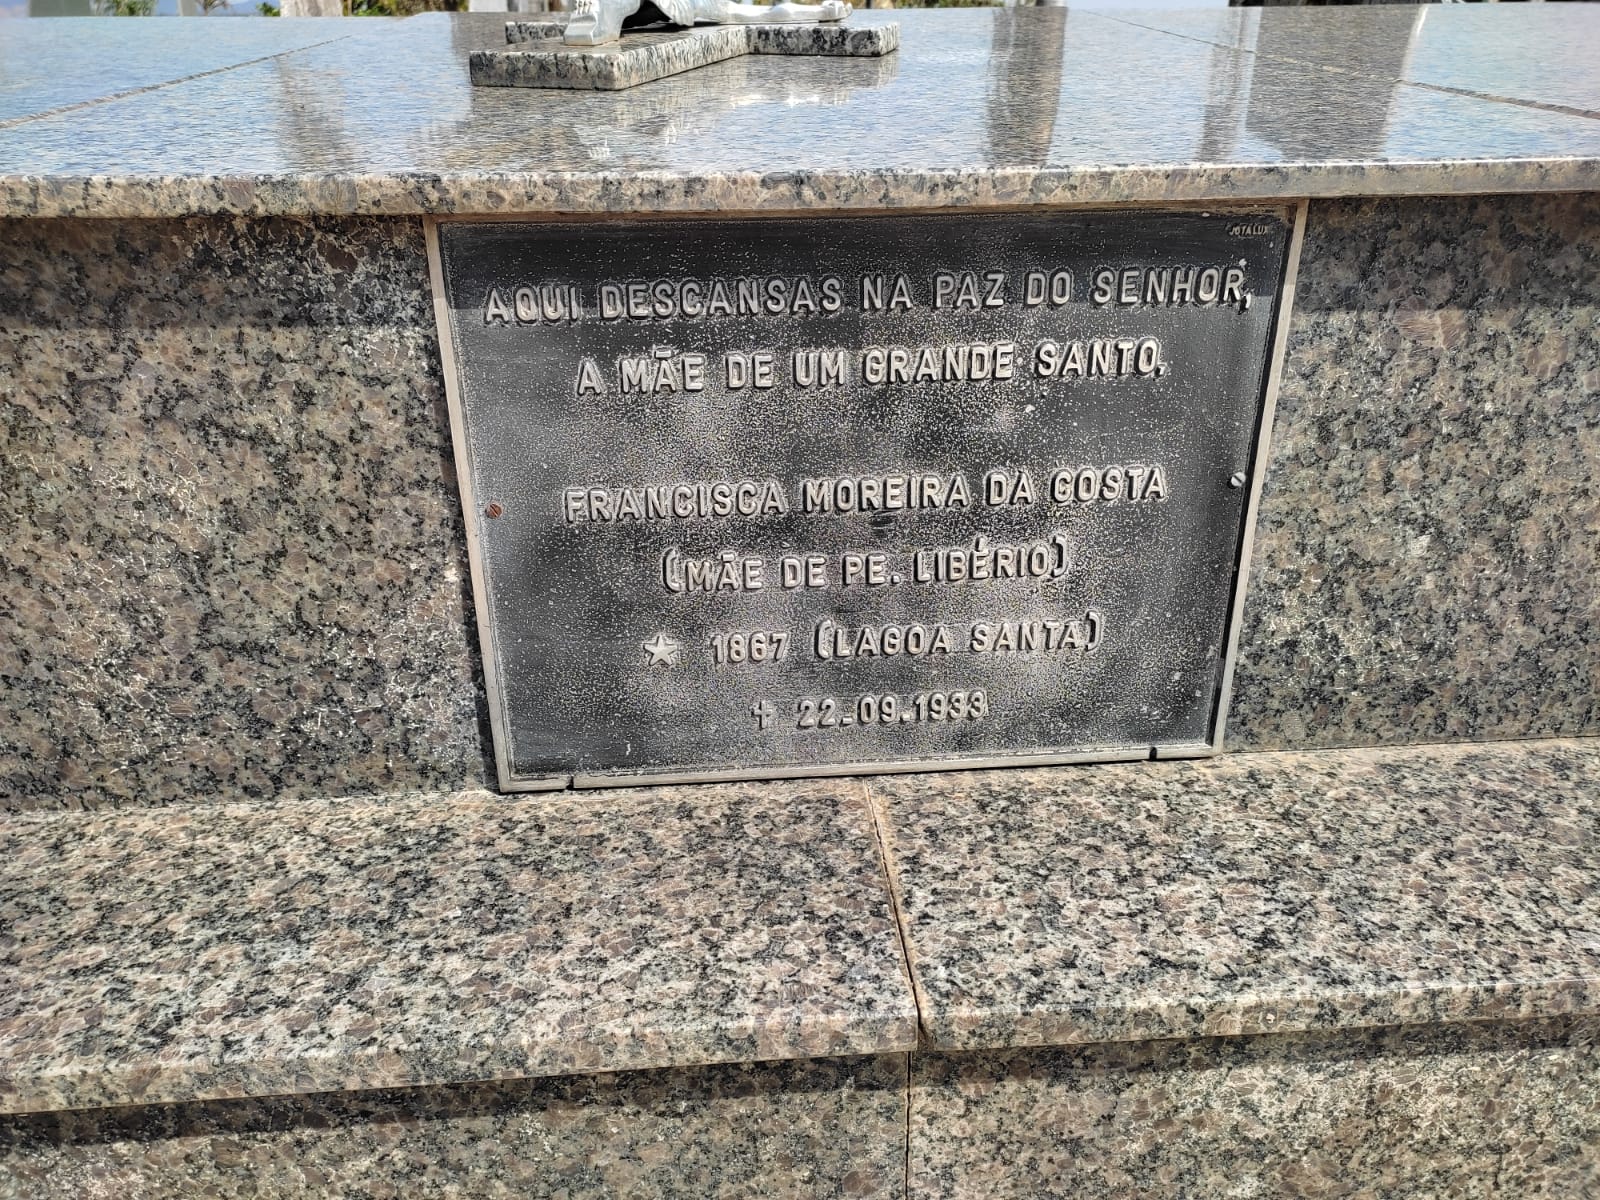 JOTALUX
AQUI DESCANSAS NA PAZ DO SENHOR,
A MÃE DE UM GRANDE SANTO,
FRANCISCA MOREIRA DA COSTA
(MÃE DE PE. LIBÉRIO)
★ 1867 (LAGOA SANTA)
✝ 22-09-1933